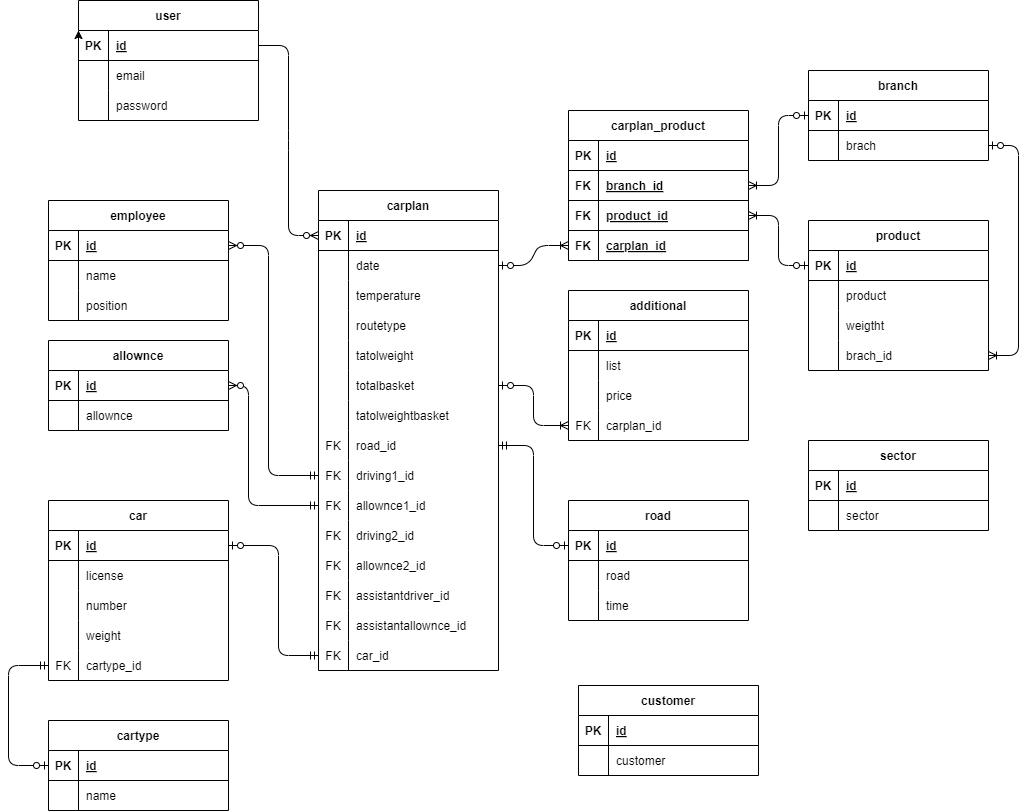 user
PK id
email
password
employee
PK id
name
position
allownce
PK id
allownce
car
PK id
license
number
weight
FK cartype_id
cartype
PK id
name
carplan
PK id
date
temperature
routetype
tatolweight
totalbasket
tatolweightbasket
FK road_id
FK driving1_id
FK allownce1_id
FK driving2_id
FK allownce2_id
FK assistantdriver_id
FK assistantallownce_id
FK car_id
carplan_product
PK id
FK branch_id
FK product_id
FK carplan_id
additional
PK id
list
price
FK carplan_id
road
PK id
road
time
customer
PK id
customer
branch
PK id
brach
product
PK id
product
weigtht
brach_id
sector
PK id
sector